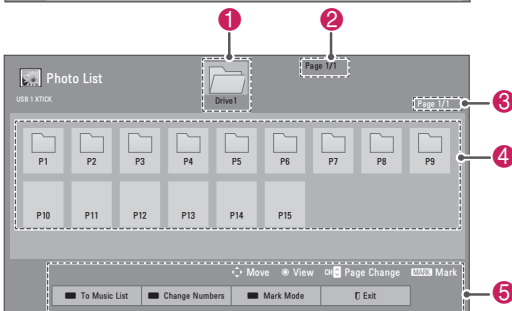 1 2
Page 1/1
Photo List
USB 1 XTICK
Drive1
Page 1/1 3
P1 P2 P3 P4 P5 P6 P7 P8 P9 4
P10 P11 P12 P13 P14 P15
Move View CH Page Change MARK Mark
To Music List Change Numbers Mark Mode Exit 5